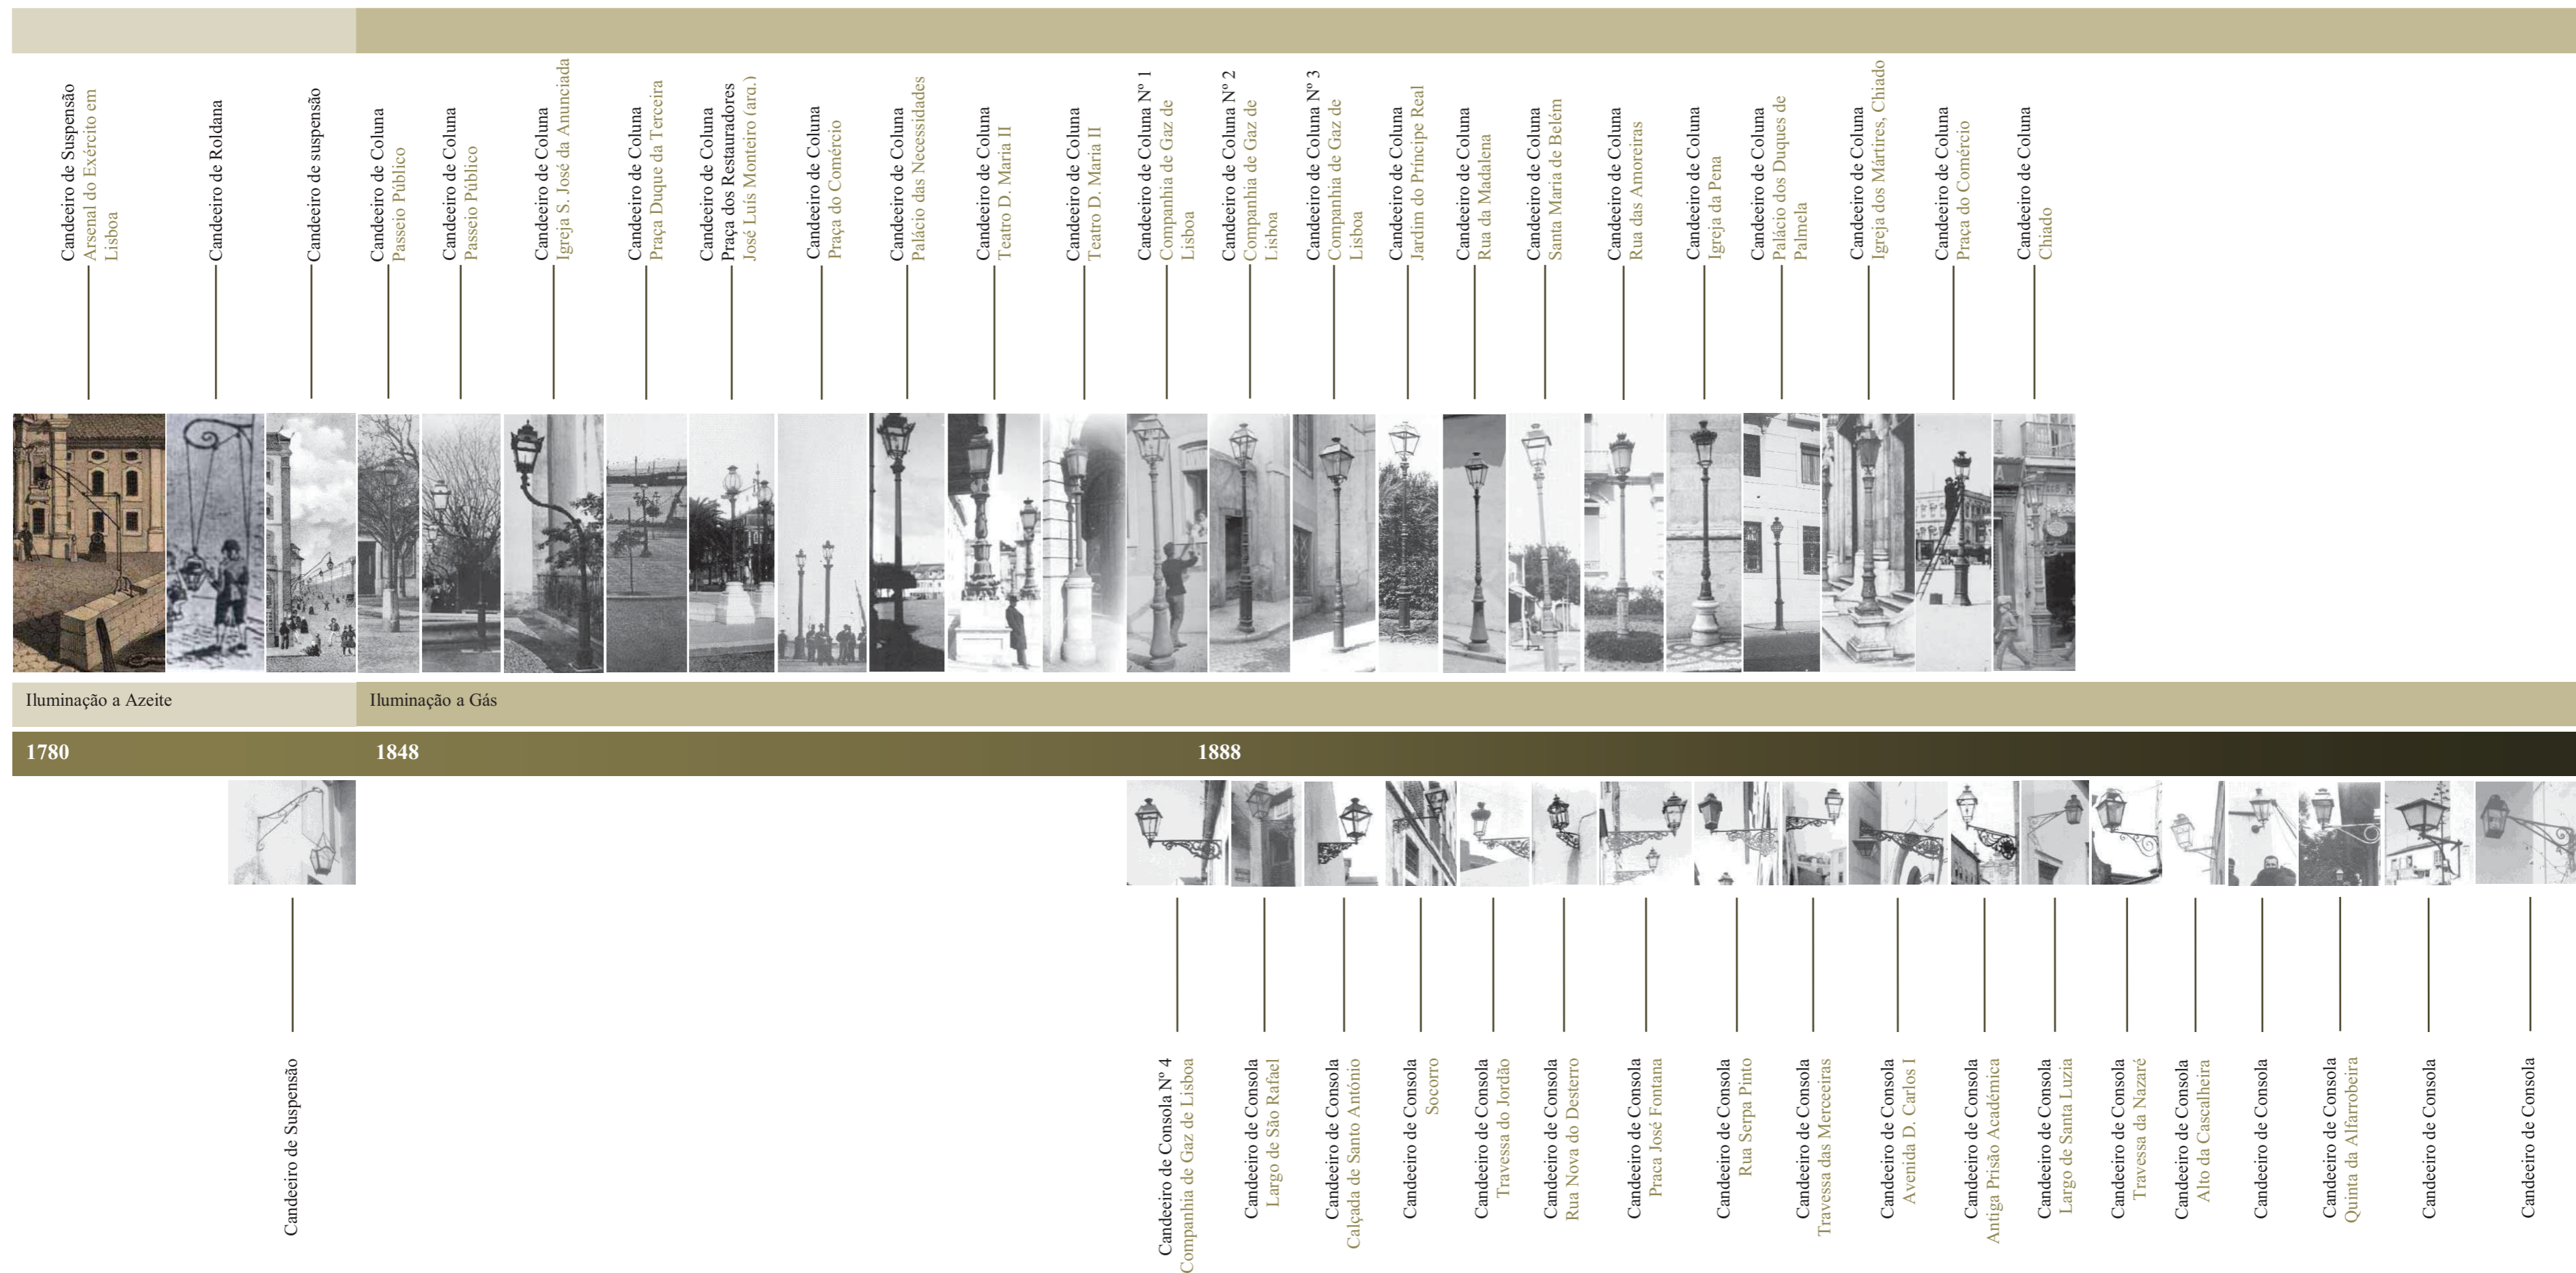 Candeeiro de Suspensão
Arsenal do Exército em
Lisboa
Candeeiro de Roldana
Candeeiro de suspensão
Candeeiro de Coluna
Passeio Público
Candeeiro de Coluna
Passeio Público
Candeeiro de Coluna
Igreja S. José da Anunciada
Candeeiro de Coluna
Praça Duque da Terceira
Candeeiro de Coluna
Praça dos Restauradores
José Luís Monteiro (arq.)
Candeeiro de Coluna
Praça do Comércio
Candeeiro de Coluna
Palácio das Necessidades
Candeeiro de Coluna
Teatro D. Maria II
Candeeiro de Coluna
Teatro D. Maria II
Candeeiro de Coluna Nº 1
Companhia de Gaz de
Lisboa
Candeeiro de Coluna Nº 2
Companhia de Gaz de
Lisboa
Candeeiro de Coluna Nº 3
Companhia de Gaz de
Lisboa
Candeeiro de Coluna
Jardim do Príncipe Real
Candeeiro de Coluna
Rua da Madalena
Candeeiro de Coluna
Santa Maria de Belém
Candeeiro de Coluna
Rua das Amoreiras
Candeeiro de Coluna
Igreja da Pena
Candeeiro de Coluna
Palácio dos Duques de
Palmela
Candeeiro de Coluna
Igreja dos Mártires, Chiado
Candeeiro de Coluna
Praça do Comércio
Candeeiro de Coluna
Chiado
Iluminação a Azeite
Iluminação a Gás
1780
1848
1888
Candeeiro de Suspensão
Candeeiro de Consola Nº 4
Companhia de Gaz de Lisboa
Candeeiro de Consola
Largo de São Rafael
Candeeiro de Consola
Calçada de Santo António
Candeeiro de Consola
Socorro
Candeeiro de Consola
Travessa do Jordão
Candeeiro de Consola
Rua Nova do Desterro
Candeeiro de Consola
Praca José Fontana
Candeeiro de Consola
Rua Serpa Pinto
Candeeiro de Consola
Travessa das Merceeiras
Candeeiro de Consola
Avenida D. Carlos I
Candeeiro de Consola
Antiga Prisão Académica
Candeeiro de Consola
Largo de Santa Luzia
Candeeiro de Consola
Travessa da Nazaré
Candeeiro de Consola
Alto da Cascalheira
Candeeiro de Consola
Candeeiro de Consola
Quinta da Alfarrobeira
Candeeiro de Consola
Candeeiro de Consola